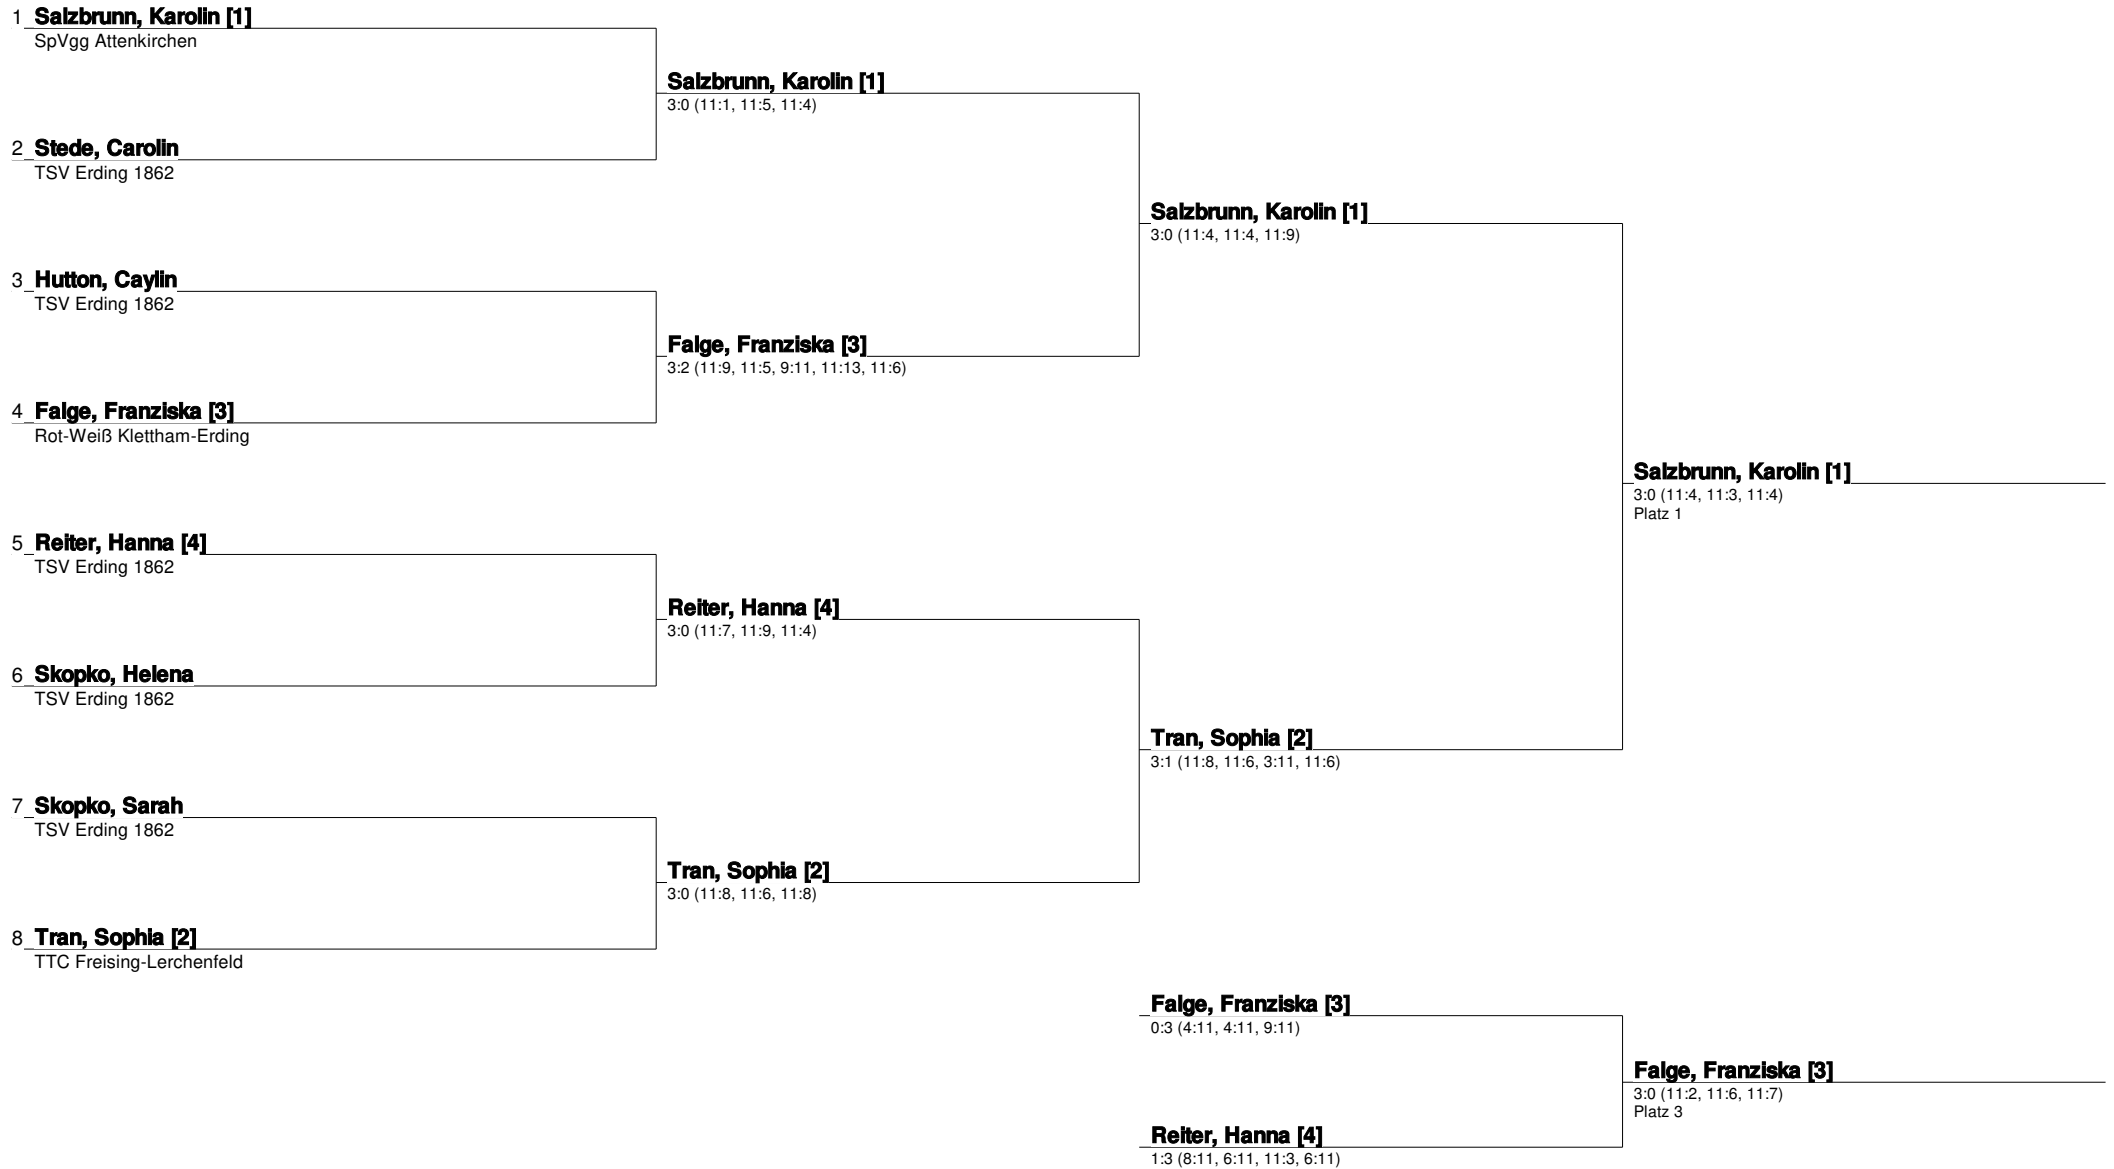 1 Salzbrunn, Karolin [1]
SpVgg Attenkirchen
Salzbrunn, Karolin [1]
3:0 (11:1, 11:5, 11:4)
2 Stede, Carolin
TSV Erding 1862
Salzbrunn, Karolin [1]
3:0 (11:4, 11:4, 11:9)
3 Hutton, Caylin
TSV Erding 1862
Falge, Franziska [3]
3:2 (11:9, 11:5, 9:11, 11:13, 11:6)
4 Falge, Franziska [3]
Rot-Weiß Klettham-Erding
Salzbrunn, Karolin [1]
3:0 (11:4, 11:3, 11:4)
Platz 1
5 Reiter, Hanna [4]
TSV Erding 1862
Reiter, Hanna [4]
3:0 (11:7, 11:9, 11:4)
6 Skopko, Helena
TSV Erding 1862
Tran, Sophia [2]
3:1 (11:8, 11:6, 3:11, 11:6)
7 Skopko, Sarah
TSV Erding 1862
Tran, Sophia [2]
3:0 (11:8, 11:6, 11:8)
8 Tran, Sophia [2]
TTC Freising-Lerchenfeld
Falge, Franziska [3]
0:3 (4:11, 4:11, 9:11)
Falge, Franziska [3]
3:0 (11:2, 11:6, 11:7)
Platz 3
Reiter, Hanna [4]
1:3 (8:11, 6:11, 11:3, 6:11)